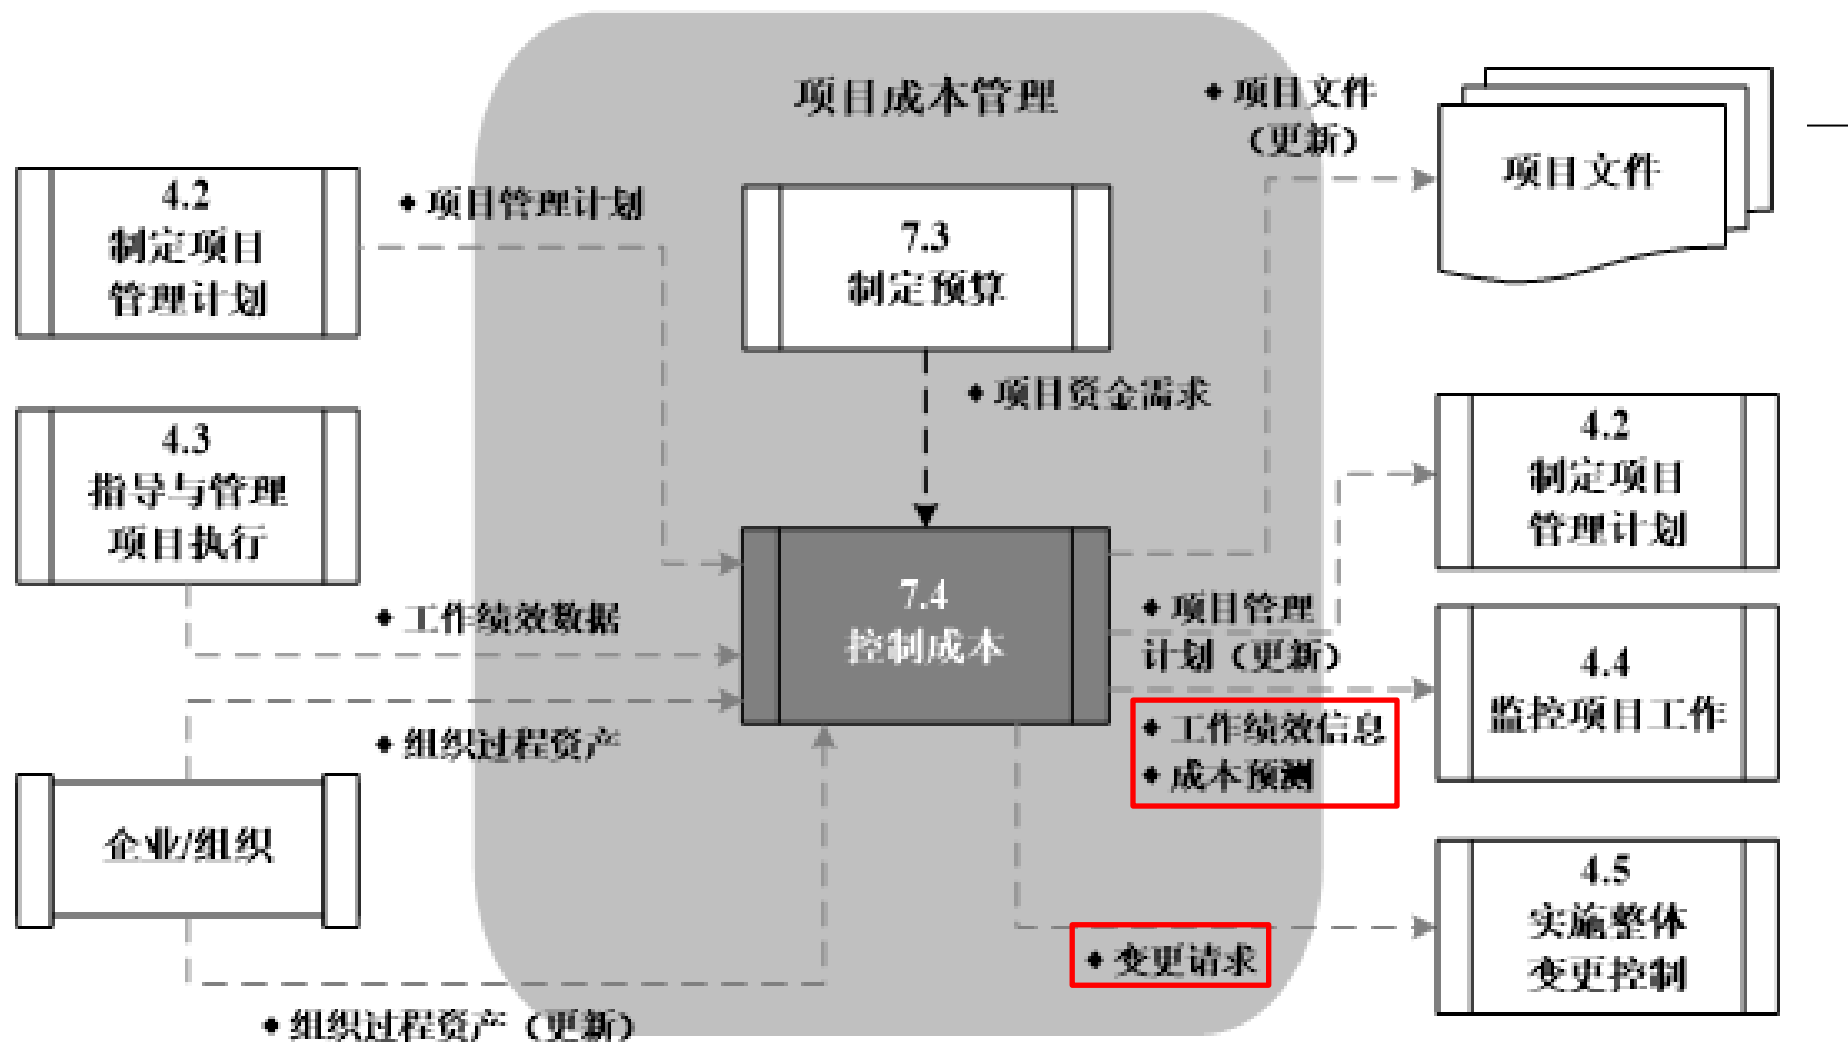 项目成本管理
◆ 项目文件
（更新）
项目文件
4.2
制定项目
管理计划
◆ 项目管理计划
7.3
制定预算
◆ 项目资金需求
4.3
指导与管理
项目执行
4.2
制定项目
管理计划
◆ 工作绩效数据
7.4
控制成本
◆ 项目管理
计划（更新）
4.4
监控项目工作
◆ 组织过程资产
◆ 工作绩效信息
◆ 成本预测
企业/组织
4.5
实施整体
变更控制
◆ 变更请求
◆ 组织过程资产（更新）